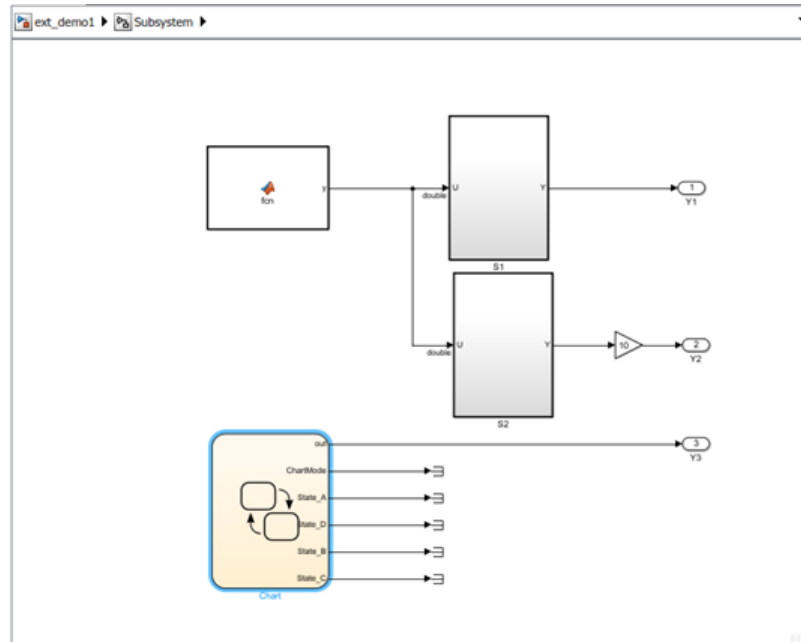 ext_demo1 Subsystem
fcn
y
double
U
Y
S1
1
Y1
double
U
Y
S2
10
2
Y2
out
3
Y3
ChartMode
State_A
State_D
State_B
State_C
Chart